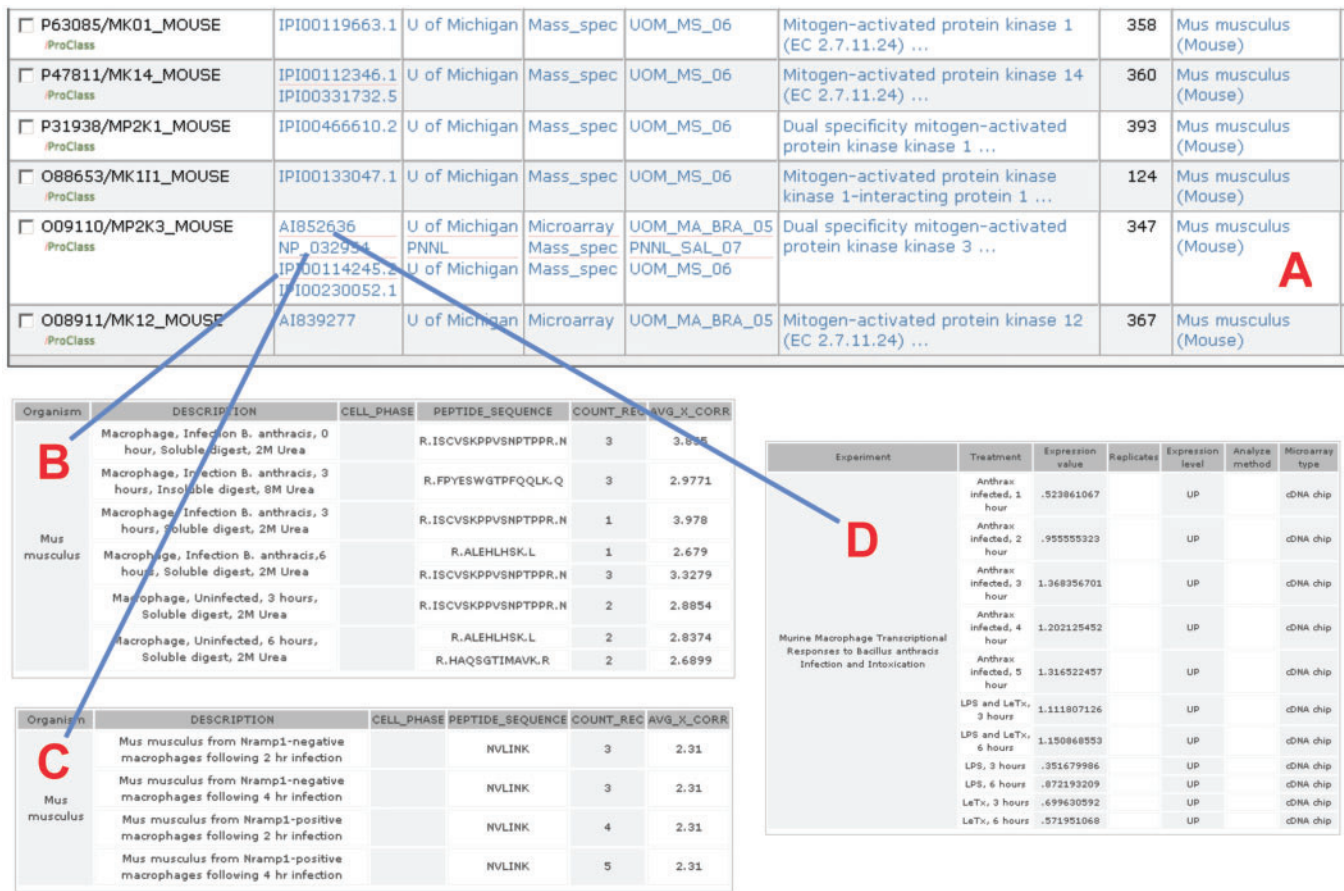 P63085/MK01_MOUSE IPI00119663.1 U of Michigan Mass_spec UOM_MS_06 Mitogen-activated protein kinase 1 358 Mus musculus
iProClass (EC 2.7.11.24) ... (Mouse)
P47811/MK14_MOUSE IPI00112346.1 U of Michigan Mass_spec UOM_MS_06 Mitogen-activated protein kinase 14 360 Mus musculus
iProClass IPI00331732.5 (EC 2.7.11.24) ... (Mouse)
P31938/MP2K1_MOUSE IPI00466610.2 U of Michigan Mass_spec UOM_MS_06 Dual specificity mitogen-activated 393 Mus musculus
iProClass protein kinase kinase 1 ... (Mouse)
O88653/MK1I1_MOUSE IPI00133047.1 U of Michigan Mass_spec UOM_MS_06 Mitogen-activated protein kinase 124 Mus musculus
iProClass kinase 1-interacting protein 1 ... (Mouse)
O09110/MP2K3_MOUSE AI852636 U of Michigan Microarray UOM_MA_BRA_05 Dual specificity mitogen-activated 347 Mus musculus
iProClass NP_032954 PNNL Mass_spec PNNL_SAL_07 protein kinase kinase 3 ... (Mouse)
IPI00114245.2 U of Michigan Mass_spec UOM_MS_06 A
IPI00230052.1
O08911/MK12_MOUSE AI839277 U of Michigan Microarray UOM_MA_BRA_05 Mitogen-activated protein kinase 12 367 Mus musculus
iProClass (EC 2.7.11.24) ... (Mouse)
Organism DESCRIPTION CELL_PHASE PEPTIDE_SEQUENCE COUNT_REC AVG_X_CORR
B
Mus
musculus
Macrophage, Infection B. anthracis, 0
hour, Soluble digest, 2M Urea
R.ISCVSKPPVSNPTPPR.N 3
Macrophage, Infection B. anthracis, 3
hours, Insoluble digest, 8M Urea
R.FPYESWGTPFQQLK.Q 3 2.9771
Macrophage, Infection B. anthracis, 3
hours, Soluble digest, 2M Urea
R.ISCVSKPPVSNPTPPR.N 1 3.978
Macrophage, Infection B. anthracis,6
hours, Soluble digest, 2M Urea
R.ALEHLHSK.L 1 2.679
R.ISCVSKPPVSNPTPPR.N 3 3.3279
Macrophage, Uninfected, 3 hours,
Soluble digest, 2M Urea
R.ISCVSKPPVSNPTPPR.N 2 2.8854
Macrophage, Uninfected, 6 hours,
Soluble digest, 2M Urea
R.ALEHLHSK.L 2 2.8374
R.HAQSGTIMAVK.R 2 2.6899
Organism DESCRIPTION CELL_PHASE PEPTIDE_SEQUENCE COUNT_REC AVG_X_CORR
C
Mus
musculus
Mus musculus from Nramp1-negative
macrophages following 2 hr infection
NVLINK 3 2.31
Mus musculus from Nramp1-negative
macrophages following 4 hr infection
NVLINK 3 2.31
Mus musculus from Nramp1-positive
macrophages following 2 hr infection
NVLINK 4 2.31
Mus musculus from Nramp1-positive
macrophages following 4 hr infection
NVLINK 5 2.31
Experiment Treatment Expression value Replicates Expression level Analyze method Microarray type
D
Murine Macrophage Transcriptional
Responses to Bacillus anthracis
Infection and Intoxication
Anthrax
infected, 1
hour
.523861067 UP cDNA chip
Anthrax
infected, 2
hour
.955555323 UP cDNA chip
Anthrax
infected, 3
hour
1.368356701 UP cDNA chip
Anthrax
infected, 4
hour
1.202125452 UP cDNA chip
Anthrax
infected, 5
hour
1.316522457 UP cDNA chip
LPS and LeTx,
3 hours
1.111807126 UP cDNA chip
LPS and LeTx,
6 hours
1.150868553 UP cDNA chip
LPS, 3 hours .351679986 UP cDNA chip
LPS, 6 hours .872193209 UP cDNA chip
LeTx, 3 hours .699630592 UP cDNA chip
LeTx, 6 hours .571951068 UP cDNA chip